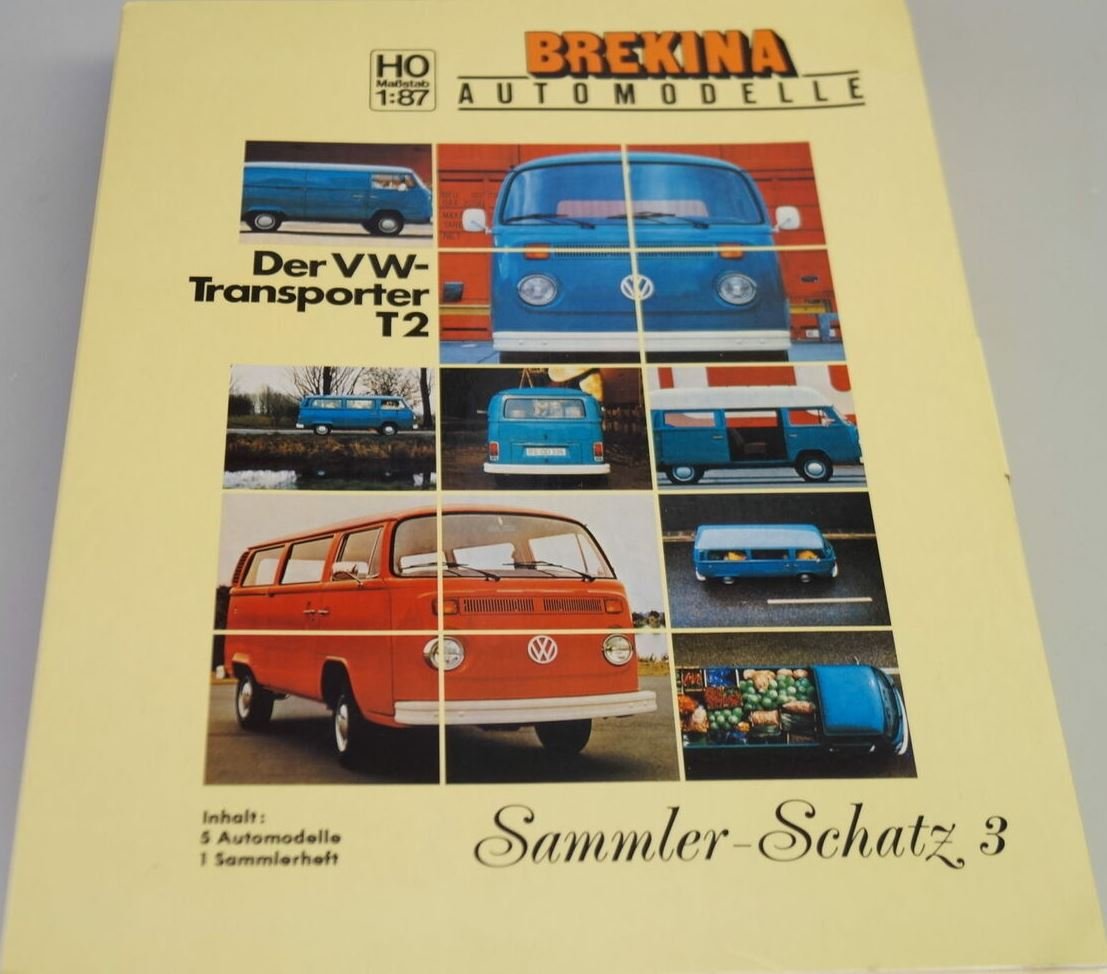 HO
Maßstab
1:87
BREKINA
AUTOMODELLE
Der VW-
Transporter
T2
Inhalt:
5 Automodelle
1 Sammlerheft
Sammler-Schatz 3